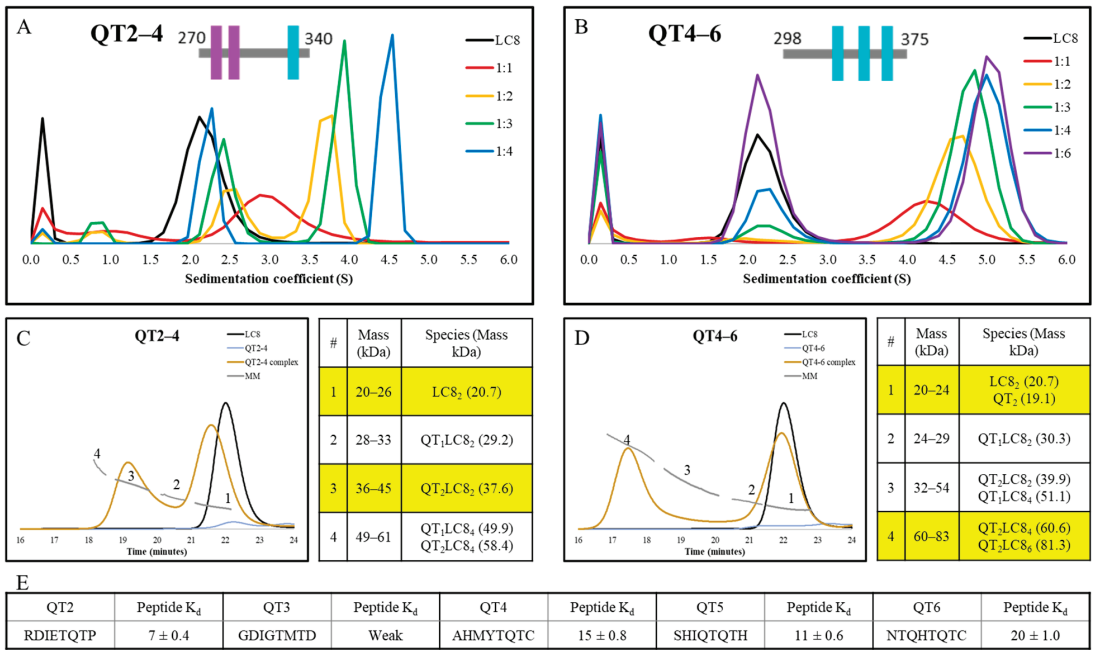 A
QT2–4
270
340
LC8
1:1
1:2
1:3
1:4
0.0 0.5 1.0 1.5 2.0 2.5 3.0 3.5 4.0 4.5 5.0 5.5 6.0
Sedimentation coefficient (S)
B
QT4–6
298
375
LC8
1:1
1:2
1:3
1:4
1:6
0.0 0.5 1.0 1.5 2.0 2.5 3.0 3.5 4.0 4.5 5.0 5.5 6.0
Sedimentation coefficient (S)
C
QT2–4
LC8
QT2–4
QT2–4 complex
MM
4
3
2
1
16 17 18 19 20 21 22 23 24
Time (minutes)
# Mass (kDa) Species (Mass kDa)
1 20–26 LC8₂ (20.7)
2 28–33 QT₁LC8₂ (29.2)
3 36–45 QT₂LC8₂ (37.6)
4 49–61 QT₁LC8₄ (49.9)
QT₂LC8₄ (58.4)
D
QT4–6
LC8
QT4–6
QT4–6 complex
MM
4
3
2
1
16 17 18 19 20 21 22 23 24
Time (minutes)
# Mass (kDa) Species (Mass kDa)
1 20–24 LC8₂ (20.7)
QT₂ (19.1)
2 24–29 QT₁LC8₂ (30.3)
3 32–54 QT₂LC8₂ (39.9)
QT₁LC8₄ (51.1)
4 60–83 QT₂LC8₄ (60.6)
QT₂LC8₆ (81.3)
E
QT2 Peptide Kd QT3 Peptide Kd QT4 Peptide Kd QT5 Peptide Kd QT6 Peptide Kd
RDIETQTP 7 ± 0.4 GDIGTMTD Weak AHMYTQTC 15 ± 0.8 SHIQTQTH 11 ± 0.6 NTQHTQTC 20 ± 1.0